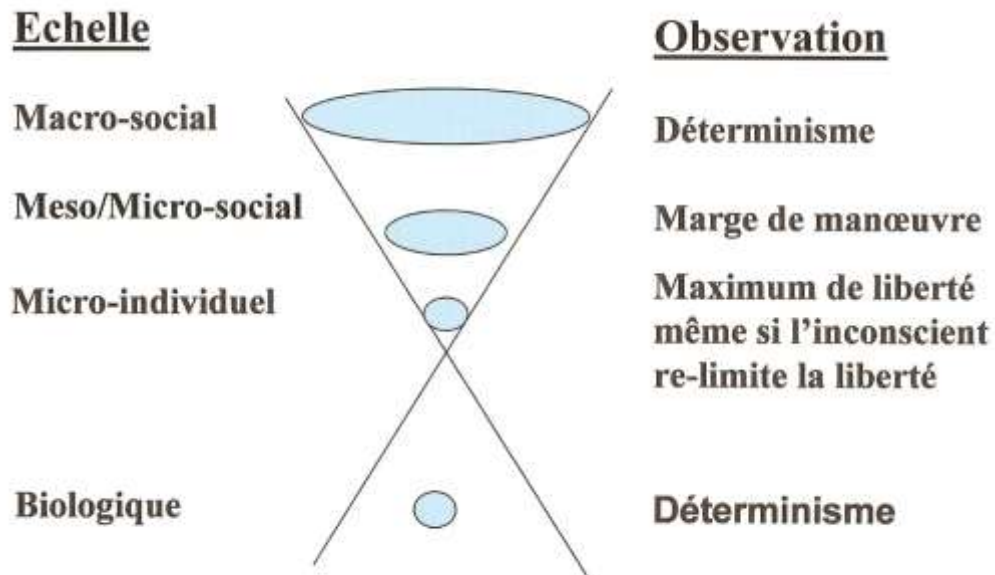 Echelle
Observation
Macro-social
Déterminisme
Meso/Micro-social
Marge de manœuvre
Micro-individuel
Maximum de liberté
même si l'inconscient
re-limite la liberté
Biologique
Déterminisme